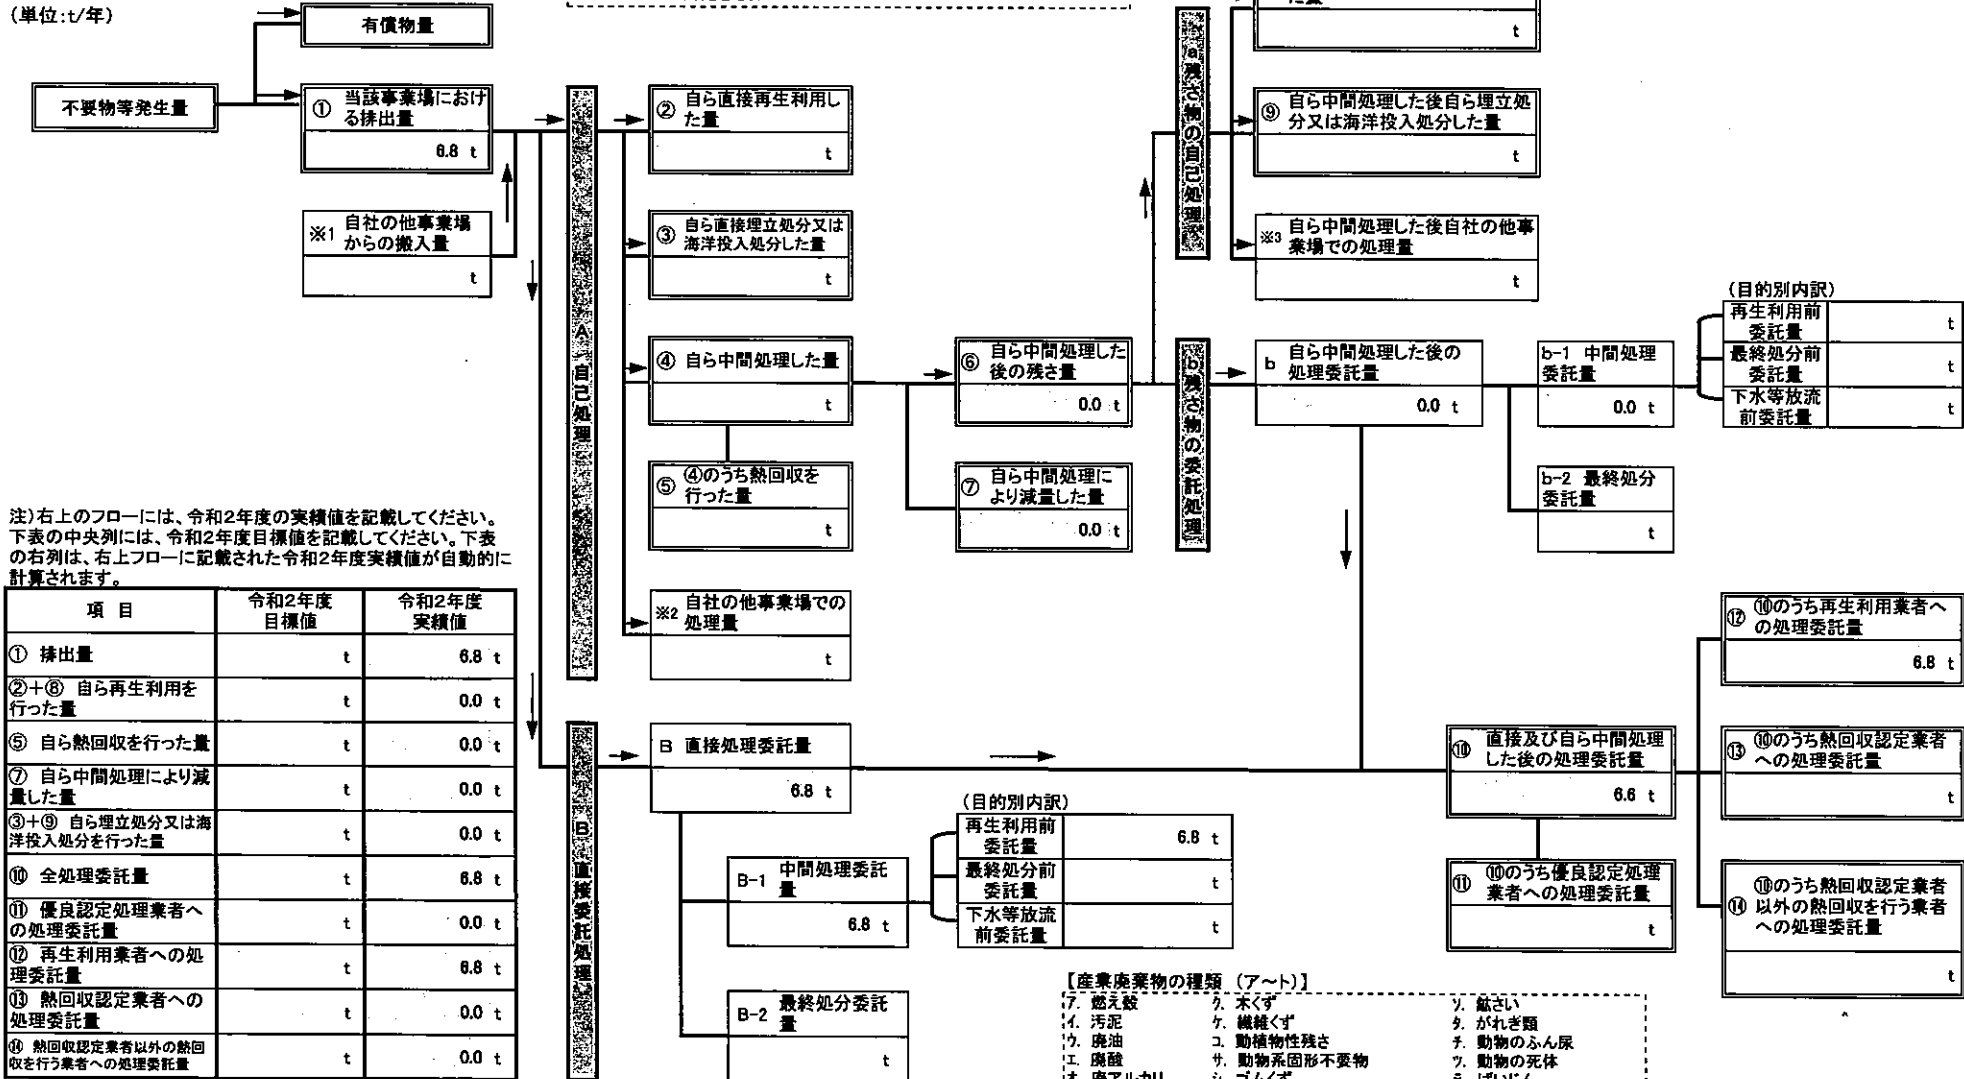 (単位:t/年)
有償物量
不要物等発生量
① 当該事業場におけ
る排出量
6.8 t
※1 自社の他事業場
からの搬入量
t
A 自己処理
② 自ら直接再生利用し
た量
t
③ 自ら直接埋立処分又は
海洋投入処分した量
t
④ 自ら中間処理した量
t
⑤ ④のうち熱回収を
行った量
t
※2 自社の他事業場での
処理量
t
⑥ 自ら中間処理した
後の残さ量
0.0 t
⑦ 自ら中間処理に
より減量した量
0.0 t
a 残さ物の自己処理
t
⑨ 自ら中間処理した後自ら埋立処
分又は海洋投入処分した量
t
※3 自ら中間処理した後自社の他事
業場での処理量
t
b 残さ物の委託処理
b 自ら中間処理した後の
処理委託量
0.0 t
b-1 中間処理
委託量
0.0 t
b-2 最終処分
委託量
t
(目的別内訳)
再生利用前
委託量 t
最終処分前
委託量 t
下水等放流
前委託量 t
注)右上のフローには、令和2年度の実績値を記載してください。
下表の中央列には、令和2年度目標値を記載してください。下表
の右列は、右上フローに記載された令和2年度実績値が自動的に
計算されます。
項 目 令和2年度 目標値 令和2年度 実績値
① 排出量 t 6.8 t
②+⑧ 自ら再生利用を
行った量 t 0.0 t
⑤ 自ら熱回収を行った量 t 0.0 t
⑦ 自ら中間処理により減
量した量 t 0.0 t
③+⑨ 自ら埋立処分又は海
洋投入処分を行った量 t 0.0 t
⑩ 全処理委託量 t 6.8 t
⑪ 優良認定処理業者へ
の処理委託量 t 0.0 t
⑫ 再生利用業者への処
理委託量 t 6.8 t
⑬ 熱回収認定業者への
処理委託量 t 0.0 t
⑭ 熱回収認定業者以外の熱回
収を行う業者への処理委託量 t 0.0 t
B 直接委託処理
B 直接処理委託量
6.8 t
B-1 中間処理委託
量
6.8 t
B-2 最終処分委託
量
t
(目的別内訳)
再生利用前
委託量 6.8 t
最終処分前
委託量 t
下水等放流
前委託量 t
⑩ 直接及び自ら中間処理
した後の処理委託量
6.6 t
⑪ ⑩のうち優良認定処理
業者への処理委託量
t
⑫ ⑩のうち再生利用業者へ
の処理委託量
6.8 t
⑬ ⑩のうち熱回収認定業者
への処理委託量
t
⑭ ⑩のうち熱回収認定業者
以外の熱回収を行う業者
への処理委託量
t
【産業廃棄物の種類 (ア～ト)】
ア. 燃え殻 ク. 木くず ソ. 鉱さい
イ. 汚泥 ケ. 繊維くず タ. がれき類
ウ. 廃油 コ. 動植物性残さ チ. 動物のふん尿
エ. 廃酸 サ. 動物系固形不要物 ツ. 動物の死体
オ. 廃アルカリ シ. ゴムくず テ. ばいじん